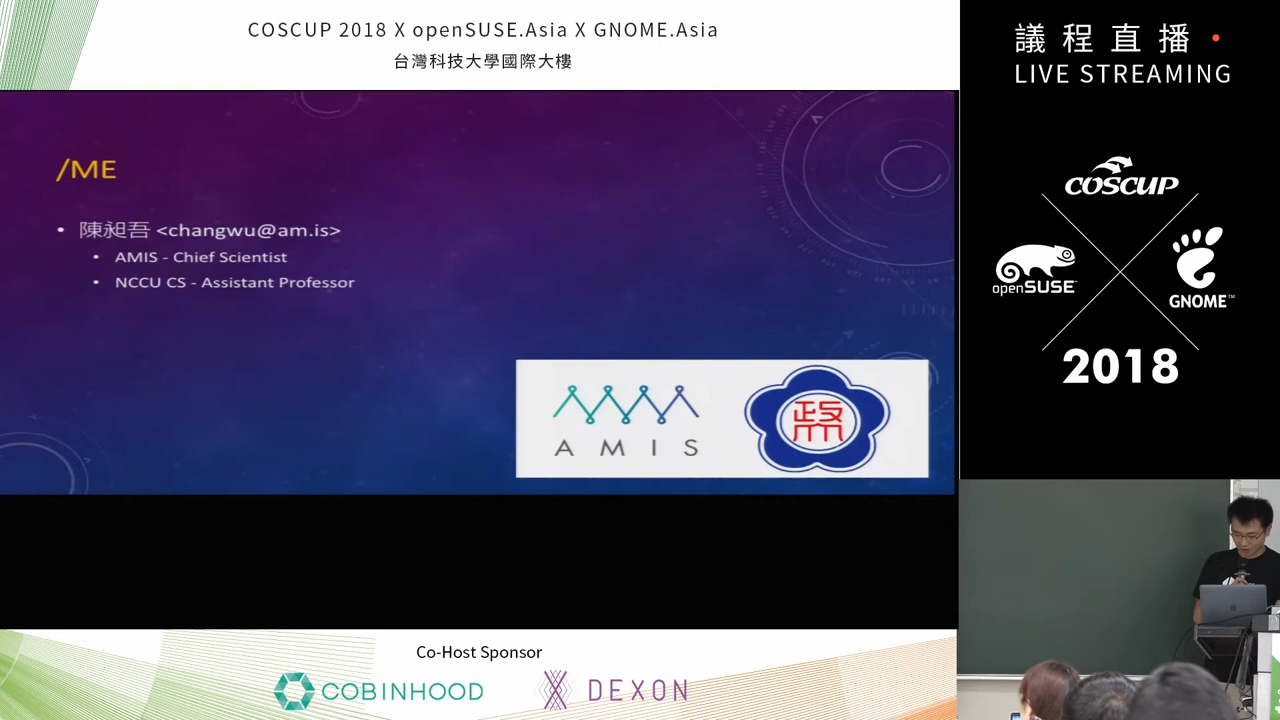 COSCUP 2018 X openSUSE.Asia X GNOME.Asia
台灣科技大學國際大樓
/ME
• 陳昶吾 <changwu@am.is>
• AMIS - Chief Scientist
• NCCU CS - Assistant Professor
AMIS
政
Co-Host Sponsor
COBINHOOD
DEXON
議程直播
LIVE STREAMING
COSCUP
openSUSE
GNOME™
2018